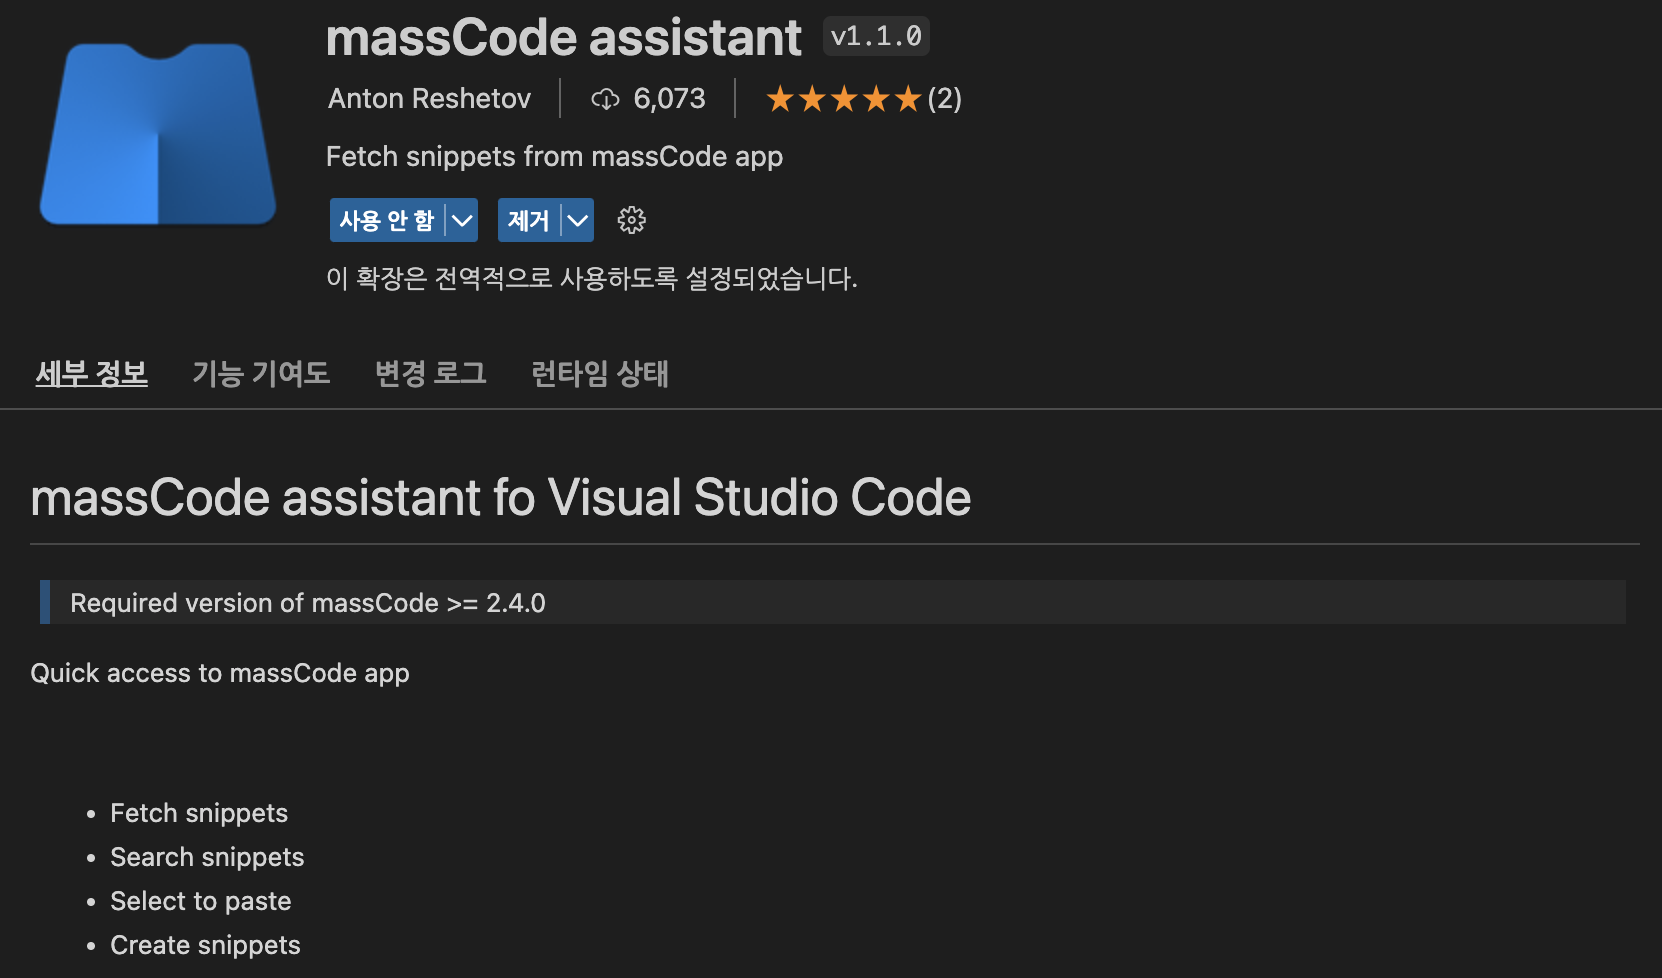 massCode assistant v1.1.0
Anton Reshetov 6,073 (2)
Fetch snippets from massCode app
사용 안 함 제거
이 확장은 전역적으로 사용하도록 설정되었습니다.
세부 정보 기능 기여도 변경 로그 런타임 상태
massCode assistant fo Visual Studio Code
Required version of massCode >= 2.4.0
Quick access to massCode app
• Fetch snippets
• Search snippets
• Select to paste
• Create snippets